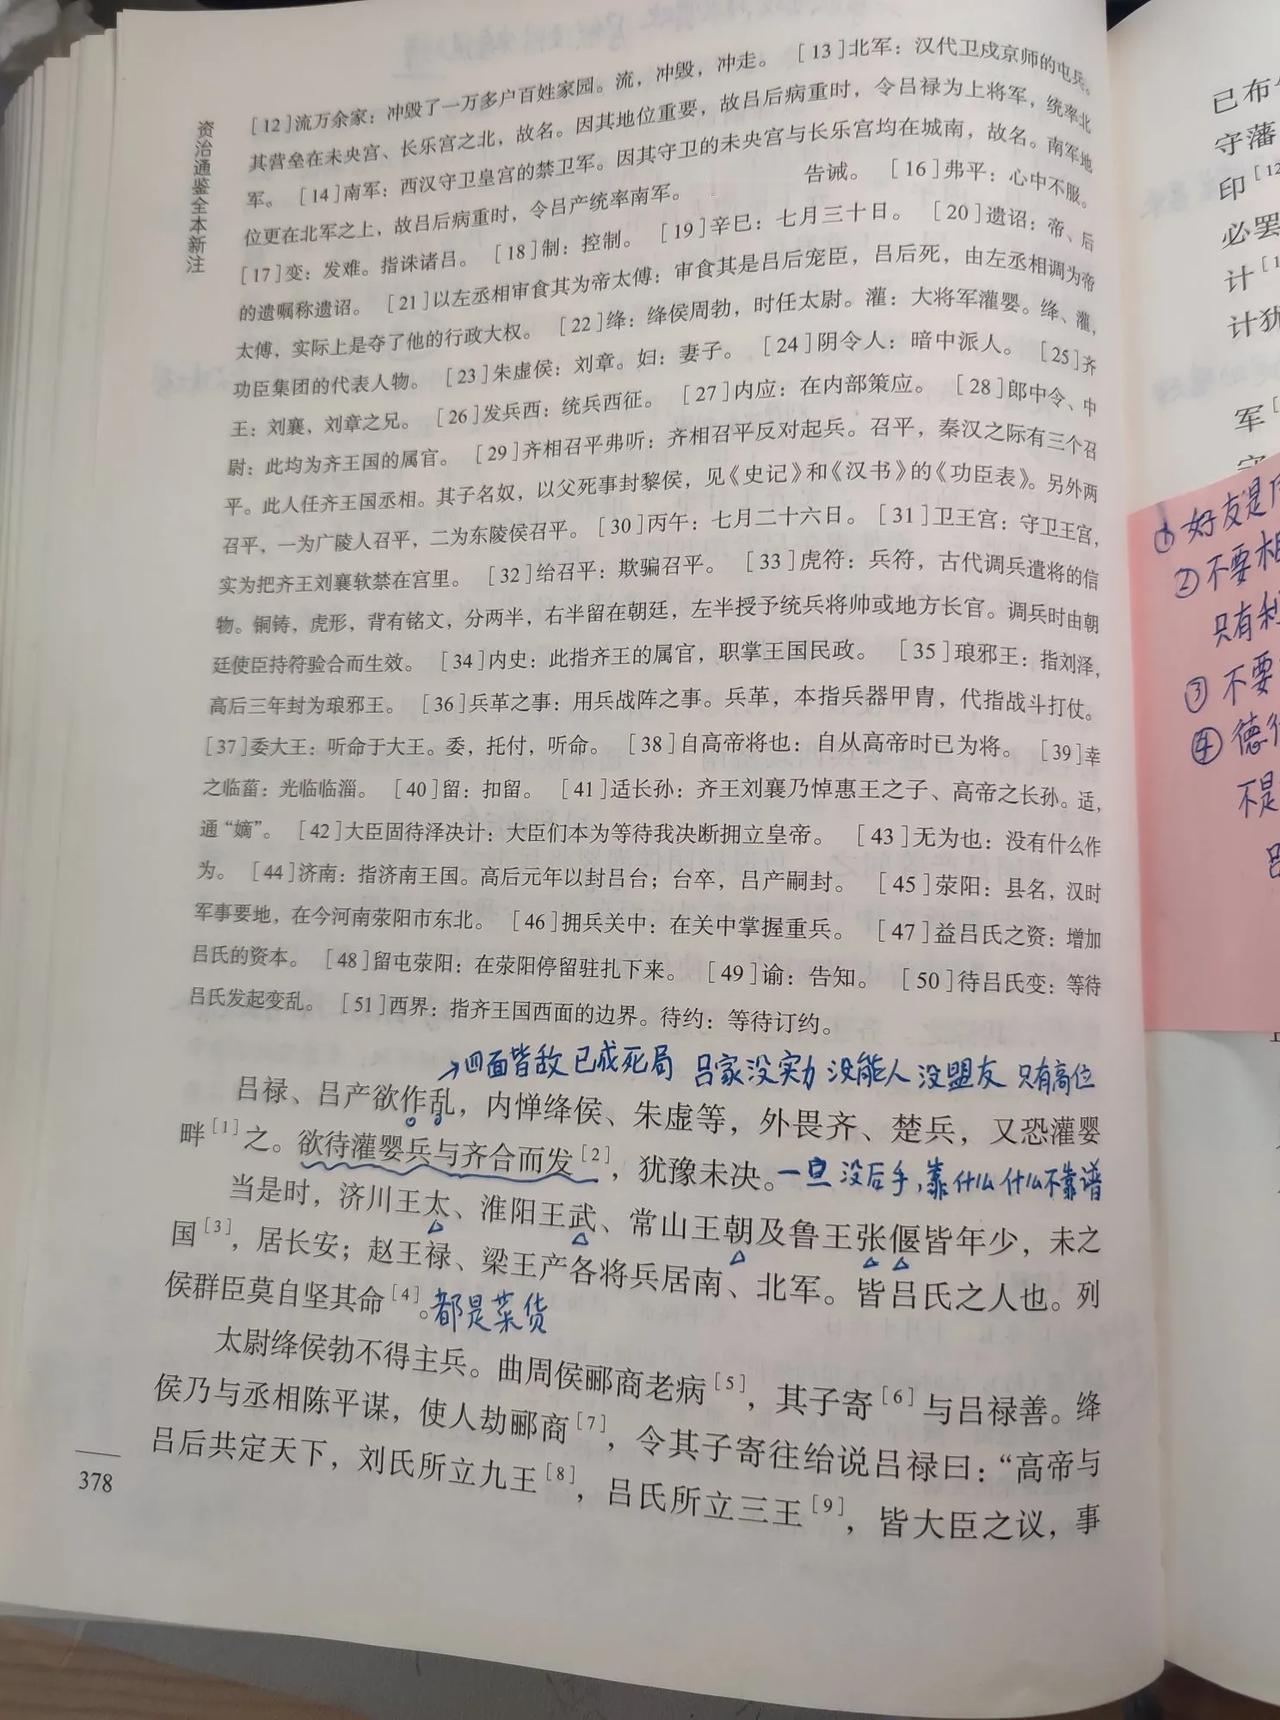 资治通鉴全本新注
[12]流万余家：冲毁了一万多户百姓家园。流，冲毁，冲走。 [13]北军：汉代卫戍京师的屯兵。
其营垒在未央宫、长乐宫之北，故名。因其地位重要，故吕后病重时，令吕禄为上将军，统率北
军。 [14]南军：西汉守卫皇宫的禁卫军。因其守卫的未央宫与长乐宫均在城南，故名。南军地
位更在北军之上，故吕后病重时，令吕产统率南军。 告诫。 [16]弗平：心中不服。
[17]变：发难。指诛诸吕。 [18]制：控制。 [19]辛巳：七月三十日。 [20]遗诏：帝、后
的遗嘱称遗诏。 [21]以左丞相审食其为帝太傅：审食其是吕后宠臣，吕后死，由左丞相调为帝
太傅，实际上是夺了他的行政大权。 [22]绛：绛侯周勃，时任太尉。灌：大将军灌婴。绛、灌，
功臣集团的代表人物。 [23]朱虚侯：刘章。妇：妻子。 [24]阴令人：暗中派人。 [25]齐
王：刘襄，刘章之兄。 [26]发兵西：统兵西征。 [27]内应：在内部策应。 [28]郎中令、中
尉：此均为齐王国的属官。 [29]齐相召平弗听：齐相召平反对起兵。召平，秦汉之际有三个召
平。此人任齐王国丞相。其子名奴，以父死事封黎侯，见《史记》和《汉书》的《功臣表》。另外两
召平，一为广陵人召平，二为东陵侯召平。 [30]丙午：七月二十六日。 [31]卫王宫：守卫王宫，
实为把齐王刘襄软禁在宫里。 [32]绐召平：欺骗召平。 [33]虎符：兵符，古代调兵遣将的信
物。铜铸，虎形，背有铭文，分两半，右半留在朝廷，左半授予统兵将帅或地方长官。调兵时由朝
廷使臣持符验合而生效。 [34]内史：此指齐王的属官，职掌王国民政。 [35]琅邪王：指刘泽，
高后三年封为琅邪王。 [36]兵革之事：用兵战阵之事。兵革，本指兵器甲胄，代指战斗打仗。
[37]委大王：听命于大王。委，托付，听命。 [38]自高帝将也：自从高帝时已为将。 [39]幸
之临菑：光临临淄。 [40]留：扣留。 [41]适长孙：齐王刘襄乃悼惠王之子、高帝之长孙。适，
通“嫡”。 [42]大臣固待泽决计：大臣们本为等待我决断拥立皇帝。 [43]无为也：没有什么作
为。 [44]济南：指济南王国。高后元年以封吕台；台卒，吕产嗣封。 [45]荥阳：县名，汉时
军事要地，在今河南荥阳市东北。 [46]拥兵关中：在关中掌握重兵。 [47]益吕氏之资：增加
吕氏的资本。 [48]留屯荥阳：在荥阳停留驻扎下来。 [49]谕：告知。 [50]待吕氏变：等待
吕氏发起变乱。 [51]西界：指齐王国西面的边界。待约：等待订约。
→四面皆敌 已成死局 吕家没实力 没能人 没盟友 只有高位
吕禄、吕产欲作乱，内惮绛侯、朱虚等，外畏齐、楚兵，又恐灌婴
畔[1]之。欲待灌婴兵与齐合而发[2]，犹豫未决。一旦没后手，靠什么什么不靠谱
当是时，济川王太、淮阳王武、常山王朝及鲁王张偃皆年少，未之
国[3]，居长安；赵王禄、梁王产各将兵居南、北军。皆吕氏之人也。列
侯群臣莫自坚其命[4]。都是菜货
太尉绛侯勃不得主兵。曲周侯郦商老病[5]，其子寄[6]与吕禄善。绛
侯乃与丞相陈平谋，使人劫郦商[7]，令其子寄往绐说吕禄曰：“高帝与
吕后共定天下，刘氏所立九王[8]，吕氏所立三王[9]，皆大臣之议，事
378
已布
守藩
印[12
必罢
计[1
计犹
军[
①好友是
②不要相
只有利
③不要
④德行
不是